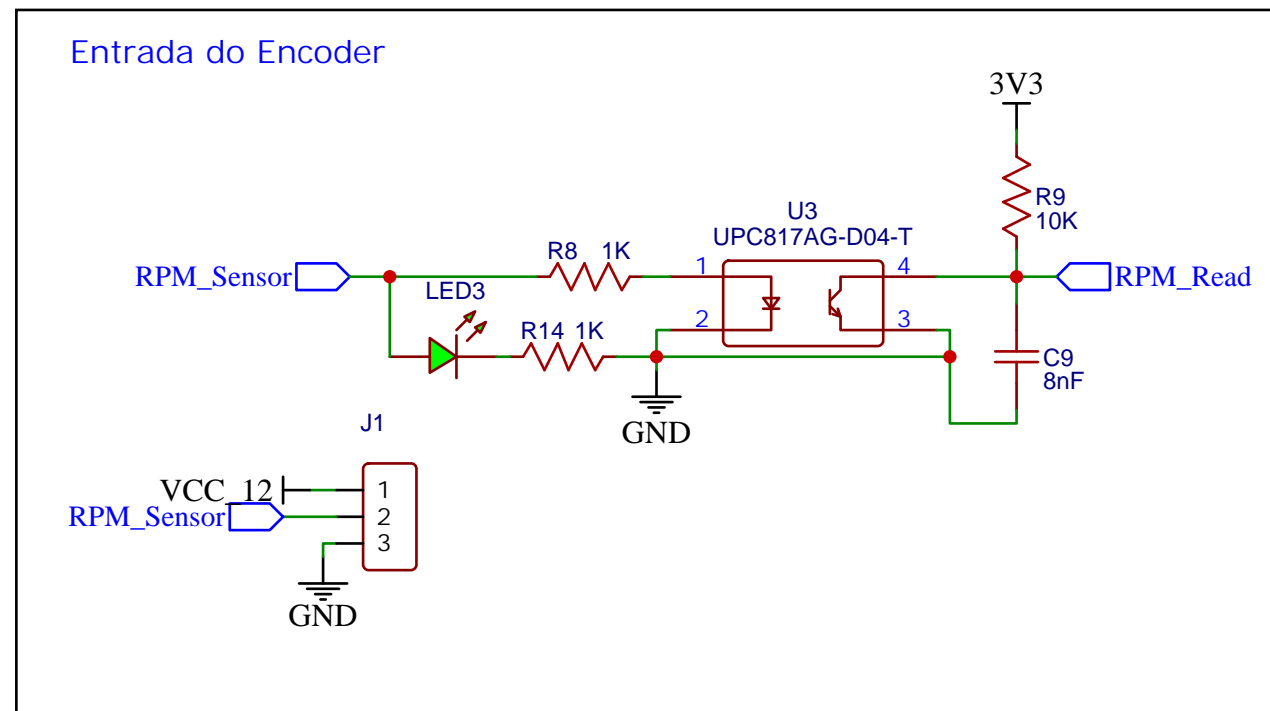 Entrada do Encoder
3V3
R9
10K
U3
UPC817AG-D04-T
R8 1K
1
4
RPM_Sensor
RPM_Read
LED3
2
3
R14 1K
C9
8nF
GND
J1
VCC_12
1
RPM_Sensor
2
3
GND